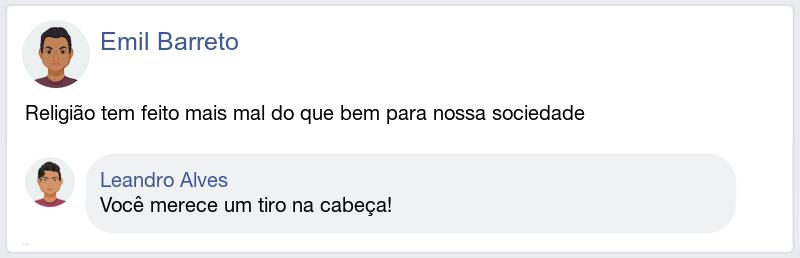 Emil Barreto
Religião tem feito mais mal do que bem para nossa sociedade
Leandro Alves
Você merece um tiro na cabeça!